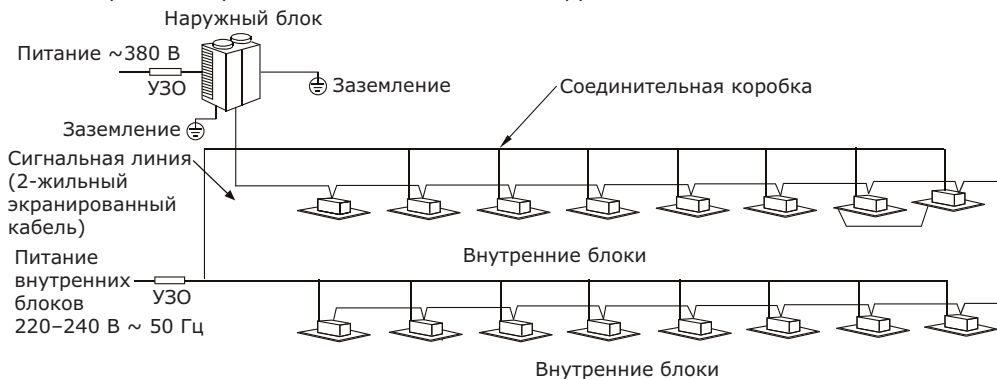 Наружный блок
Питание ~380 В
УЗО
Заземление
Соединительная коробка
Заземление
Сигнальная линия
(2-жильный
экранированный
кабель)
Внутренние блоки
Питание
внутренних
блоков
220–240 В ~ 50 Гц
УЗО
Внутренние блоки